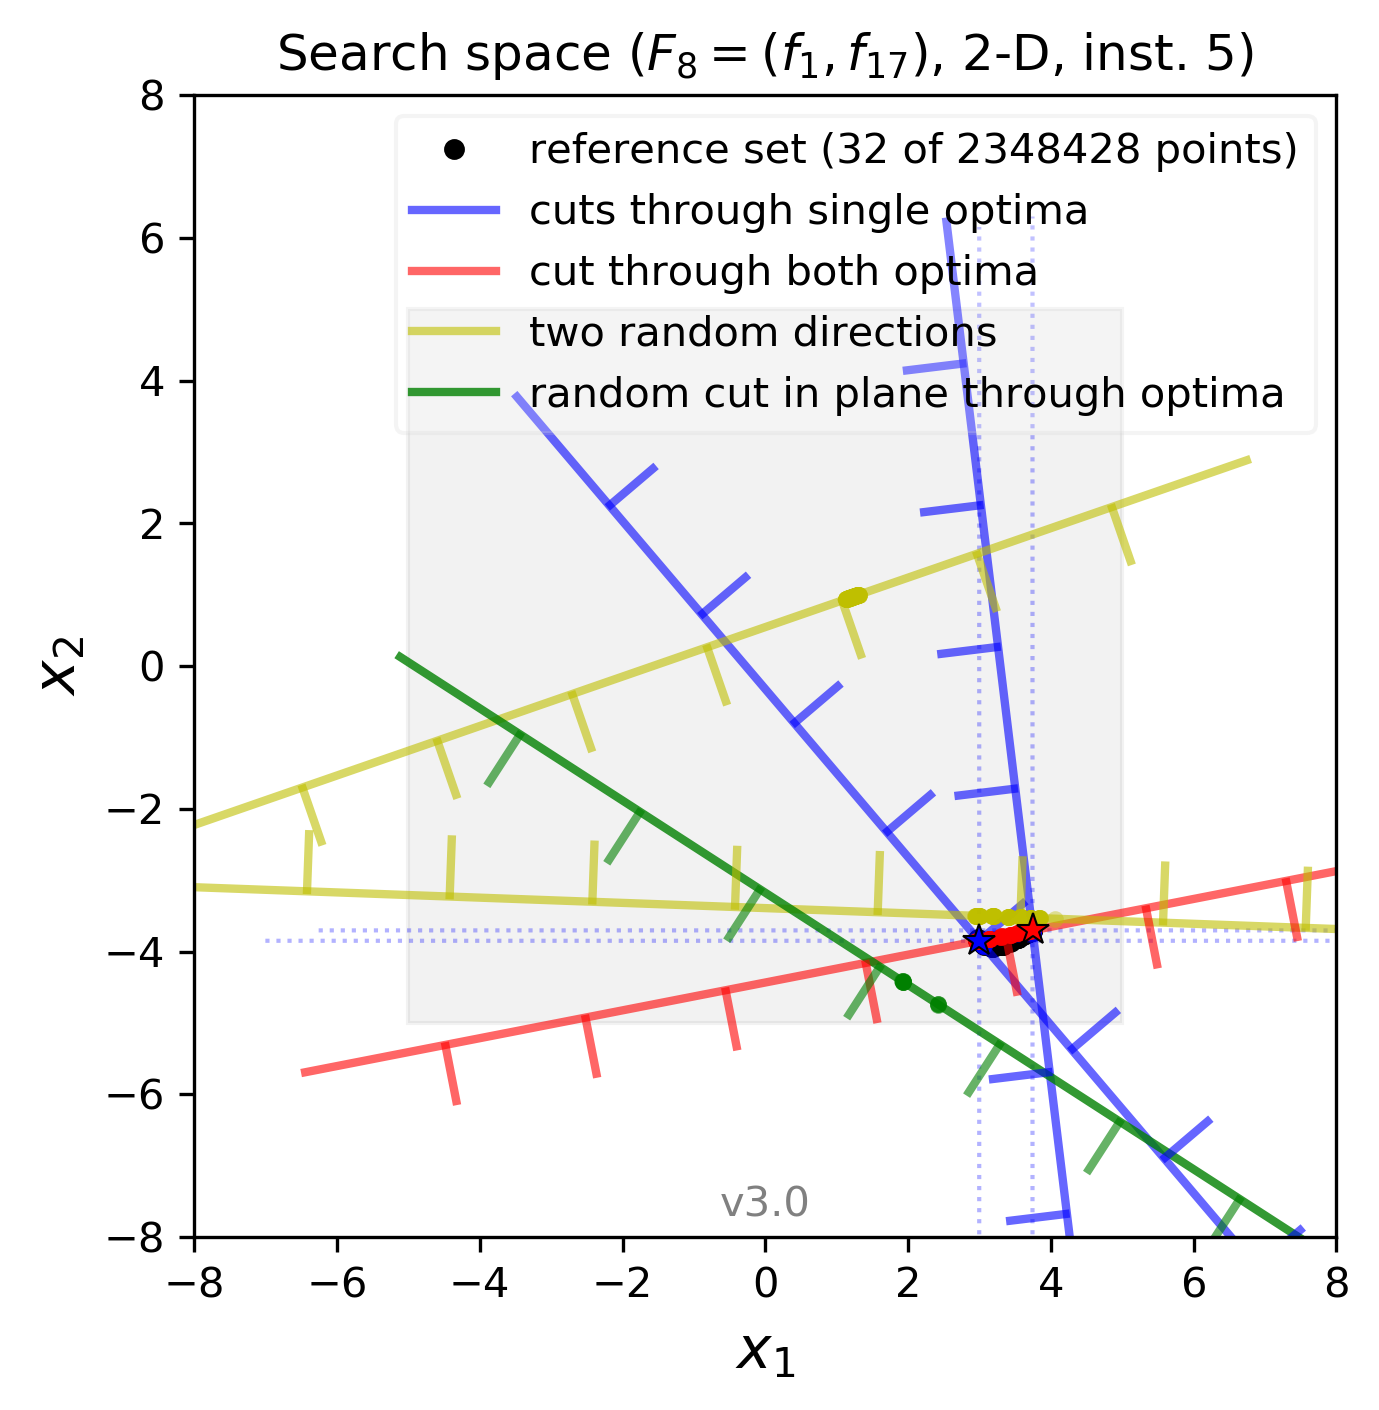 Search space (F₈ = (f₁, f₁₇), 2-D, inst. 5)
8
reference set (32 of 2348428 points)
cuts through single optima
6
cut through both optima
two random directions
4
random cut in plane through optima
2
x₂
0
−2
−4
−6
v3.0
−8
−8 −6 −4 −2 0 2 4 6 8
x₁